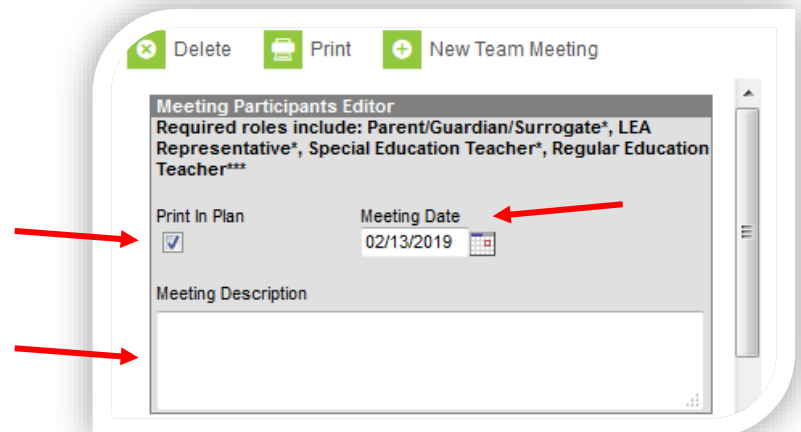 Delete Print New Team Meeting
Meeting Participants Editor
Required roles include: Parent/Guardian/Surrogate*, LEA
Representative*, Special Education Teacher*, Regular Education
Teacher***
Print In Plan Meeting Date
02/13/2019
Meeting Description